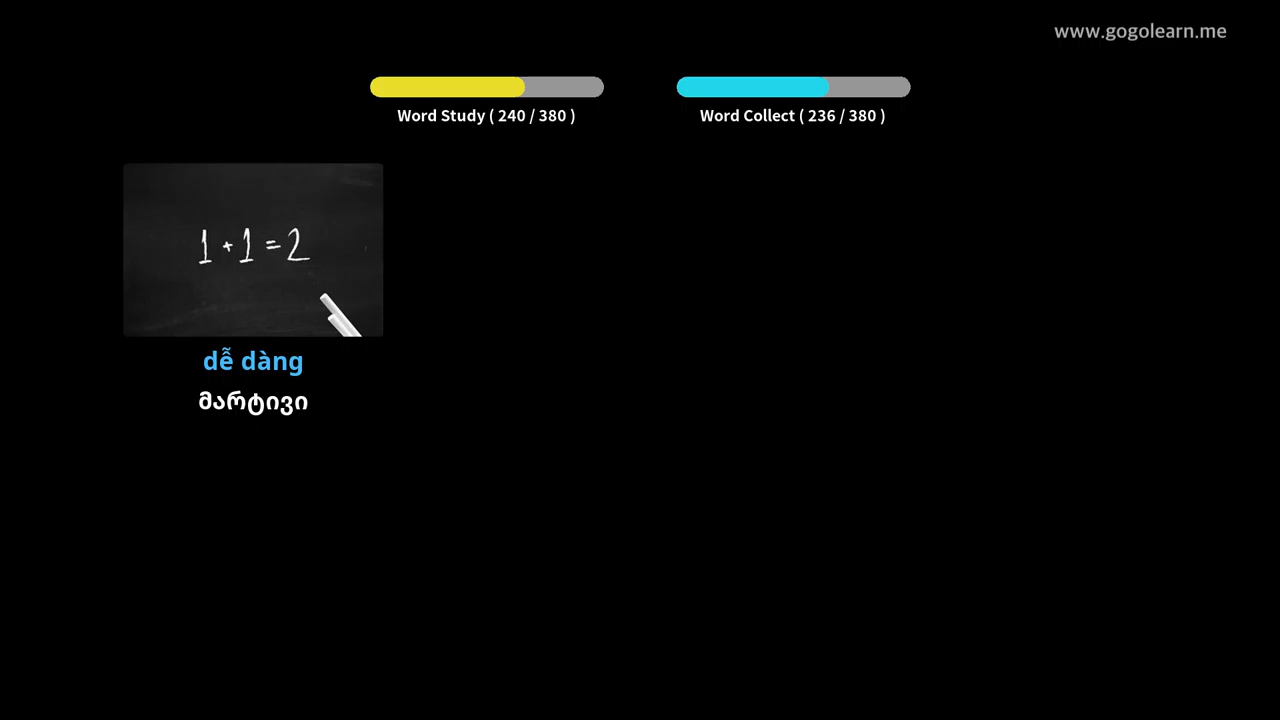 www.gogolearn.me
Word Study ( 240 / 380 )
Word Collect ( 236 / 380 )
1 + 1 = 2
dễ dàng
მარტივი